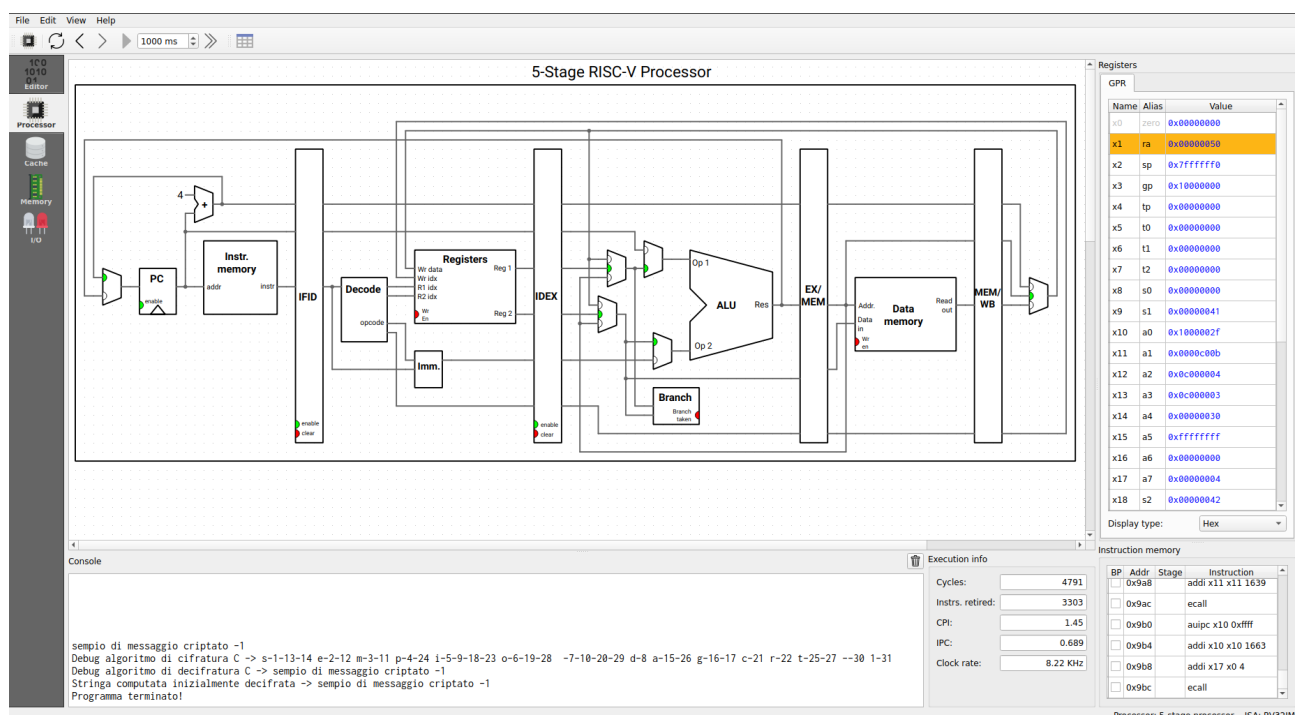 File Edit View Help
1000 ms
Editor
Processor
Cache
Memory
I/O
5-Stage RISC-V Processor
4
+
PC
enable
Instr.
memory
addr
instr
IFID
enable
clear
Decode
opcode
Registers
Wr data
Wr idx
R1 idx
R2 idx
Wr
En
Reg 1
Reg 2
Imm.
IDEX
enable
clear
Op 1
ALU
Res
Op 2
Branch
Branch
taken
EX/
MEM
Addr.
Data
in
Wr
en
Data
memory
Read
out
MEM/
WB
Registers
GPR
Name Alias Value
x0 zero 0x00000000
x1 ra 0x00000050
x2 sp 0x7ffffff0
x3 gp 0x10000000
x4 tp 0x00000000
x5 t0 0x00000000
x6 t1 0x00000000
x7 t2 0x00000000
x8 s0 0x00000000
x9 s1 0x00000041
x10 a0 0x1000002f
x11 a1 0x0000c00b
x12 a2 0x0c000004
x13 a3 0x0c000003
x14 a4 0x00000030
x15 a5 0xffffffff
x16 a6 0x00000000
x17 a7 0x00000004
x18 s2 0x00000042
Display type: Hex
Console
sempio di messaggio criptato -1
Debug algoritmo di cifratura C -> s-1-13-14 e-2-12 m-3-11 p-4-24 i-5-9-18-23 o-6-19-28  -7-10-20-29 d-8 a-15-26 g-16-17 c-21 r-22 t-25-27 --30 1-31
Debug algoritmo di decifratura C -> sempio di messaggio criptato -1
Stringa computata inizialmente decifrata -> sempio di messaggio criptato -1
Programma terminato!
Execution info
Cycles: 4791
Instrs. retired: 3303
CPI: 1.45
IPC: 0.689
Clock rate: 8.22 KHz
Instruction memory
BP Addr Stage Instruction
0x9a8 addi x11 x11 1639
0x9ac ecall
0x9b0 auipc x10 0xffff
0x9b4 addi x10 x10 1663
0x9b8 addi x17 x0 4
0x9bc ecall